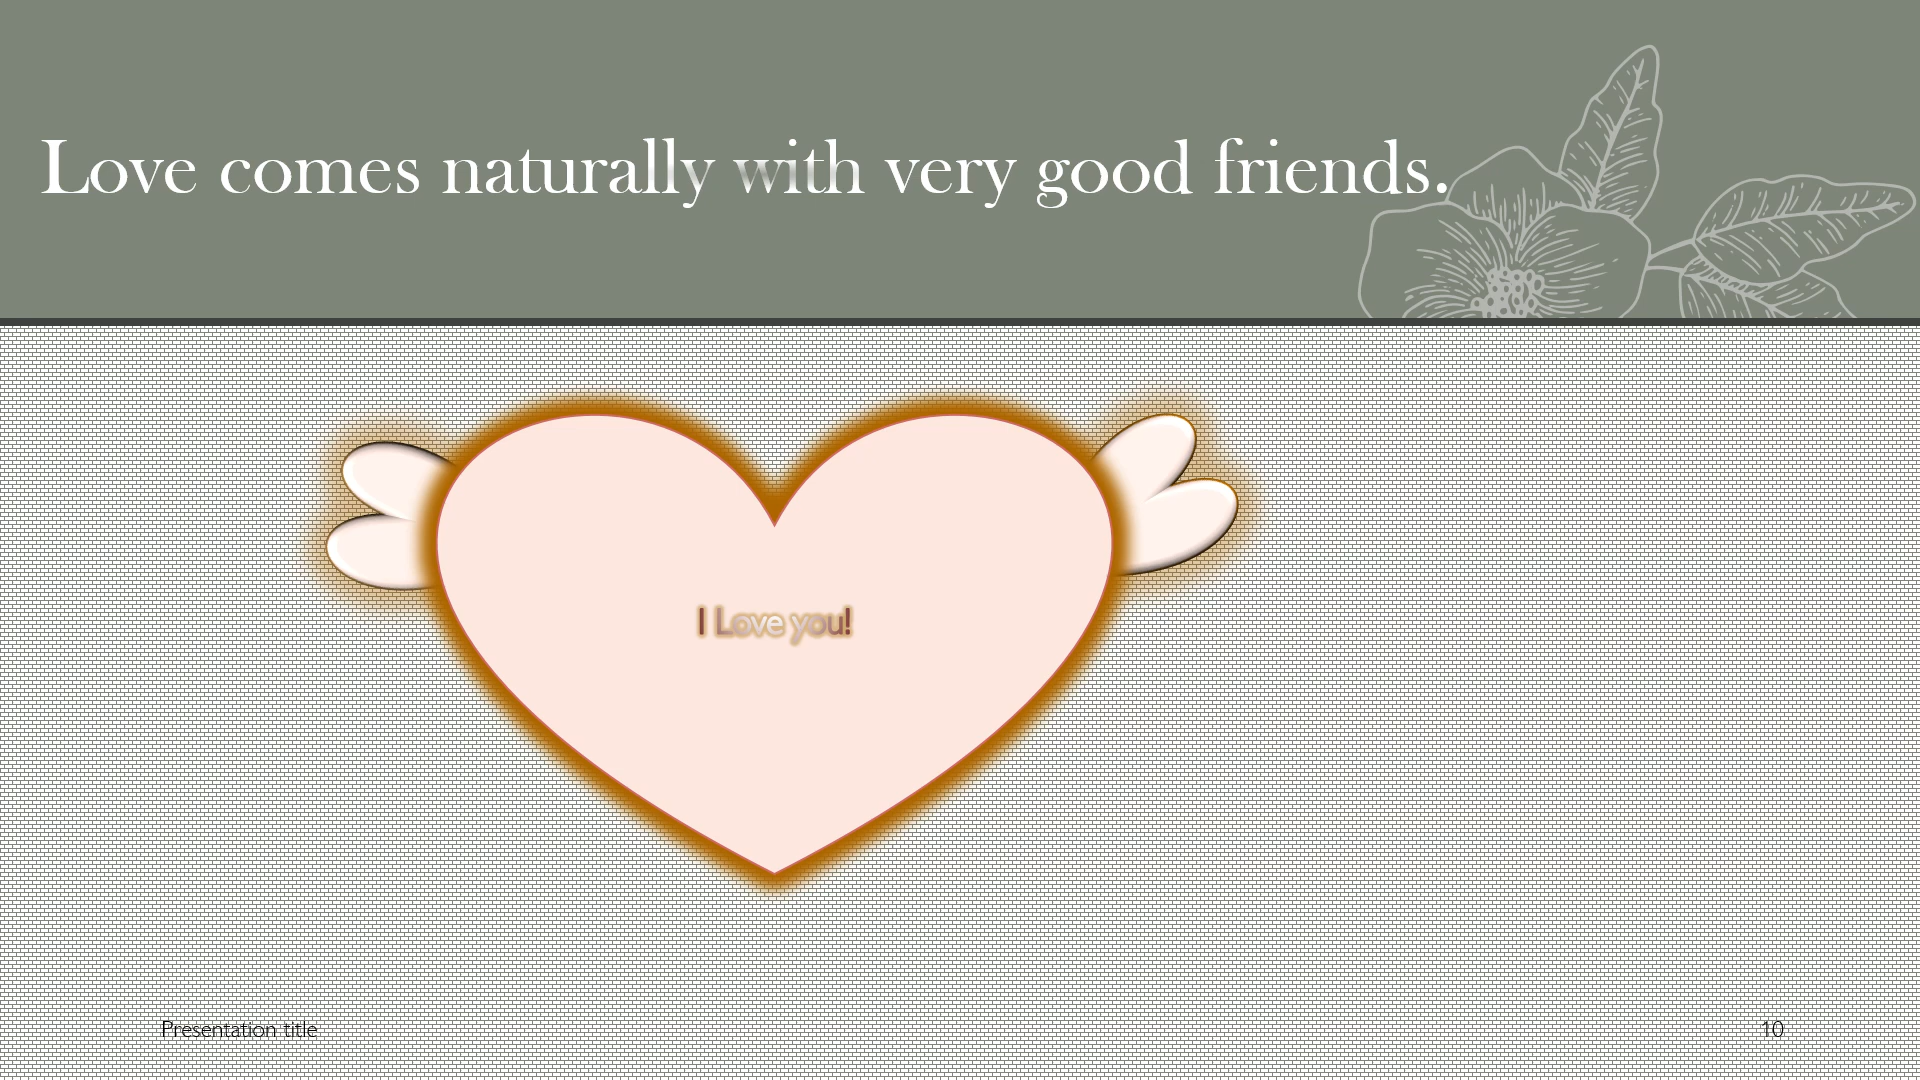 Love comes naturally with very good friends.
I Love you!
Presentation title
10